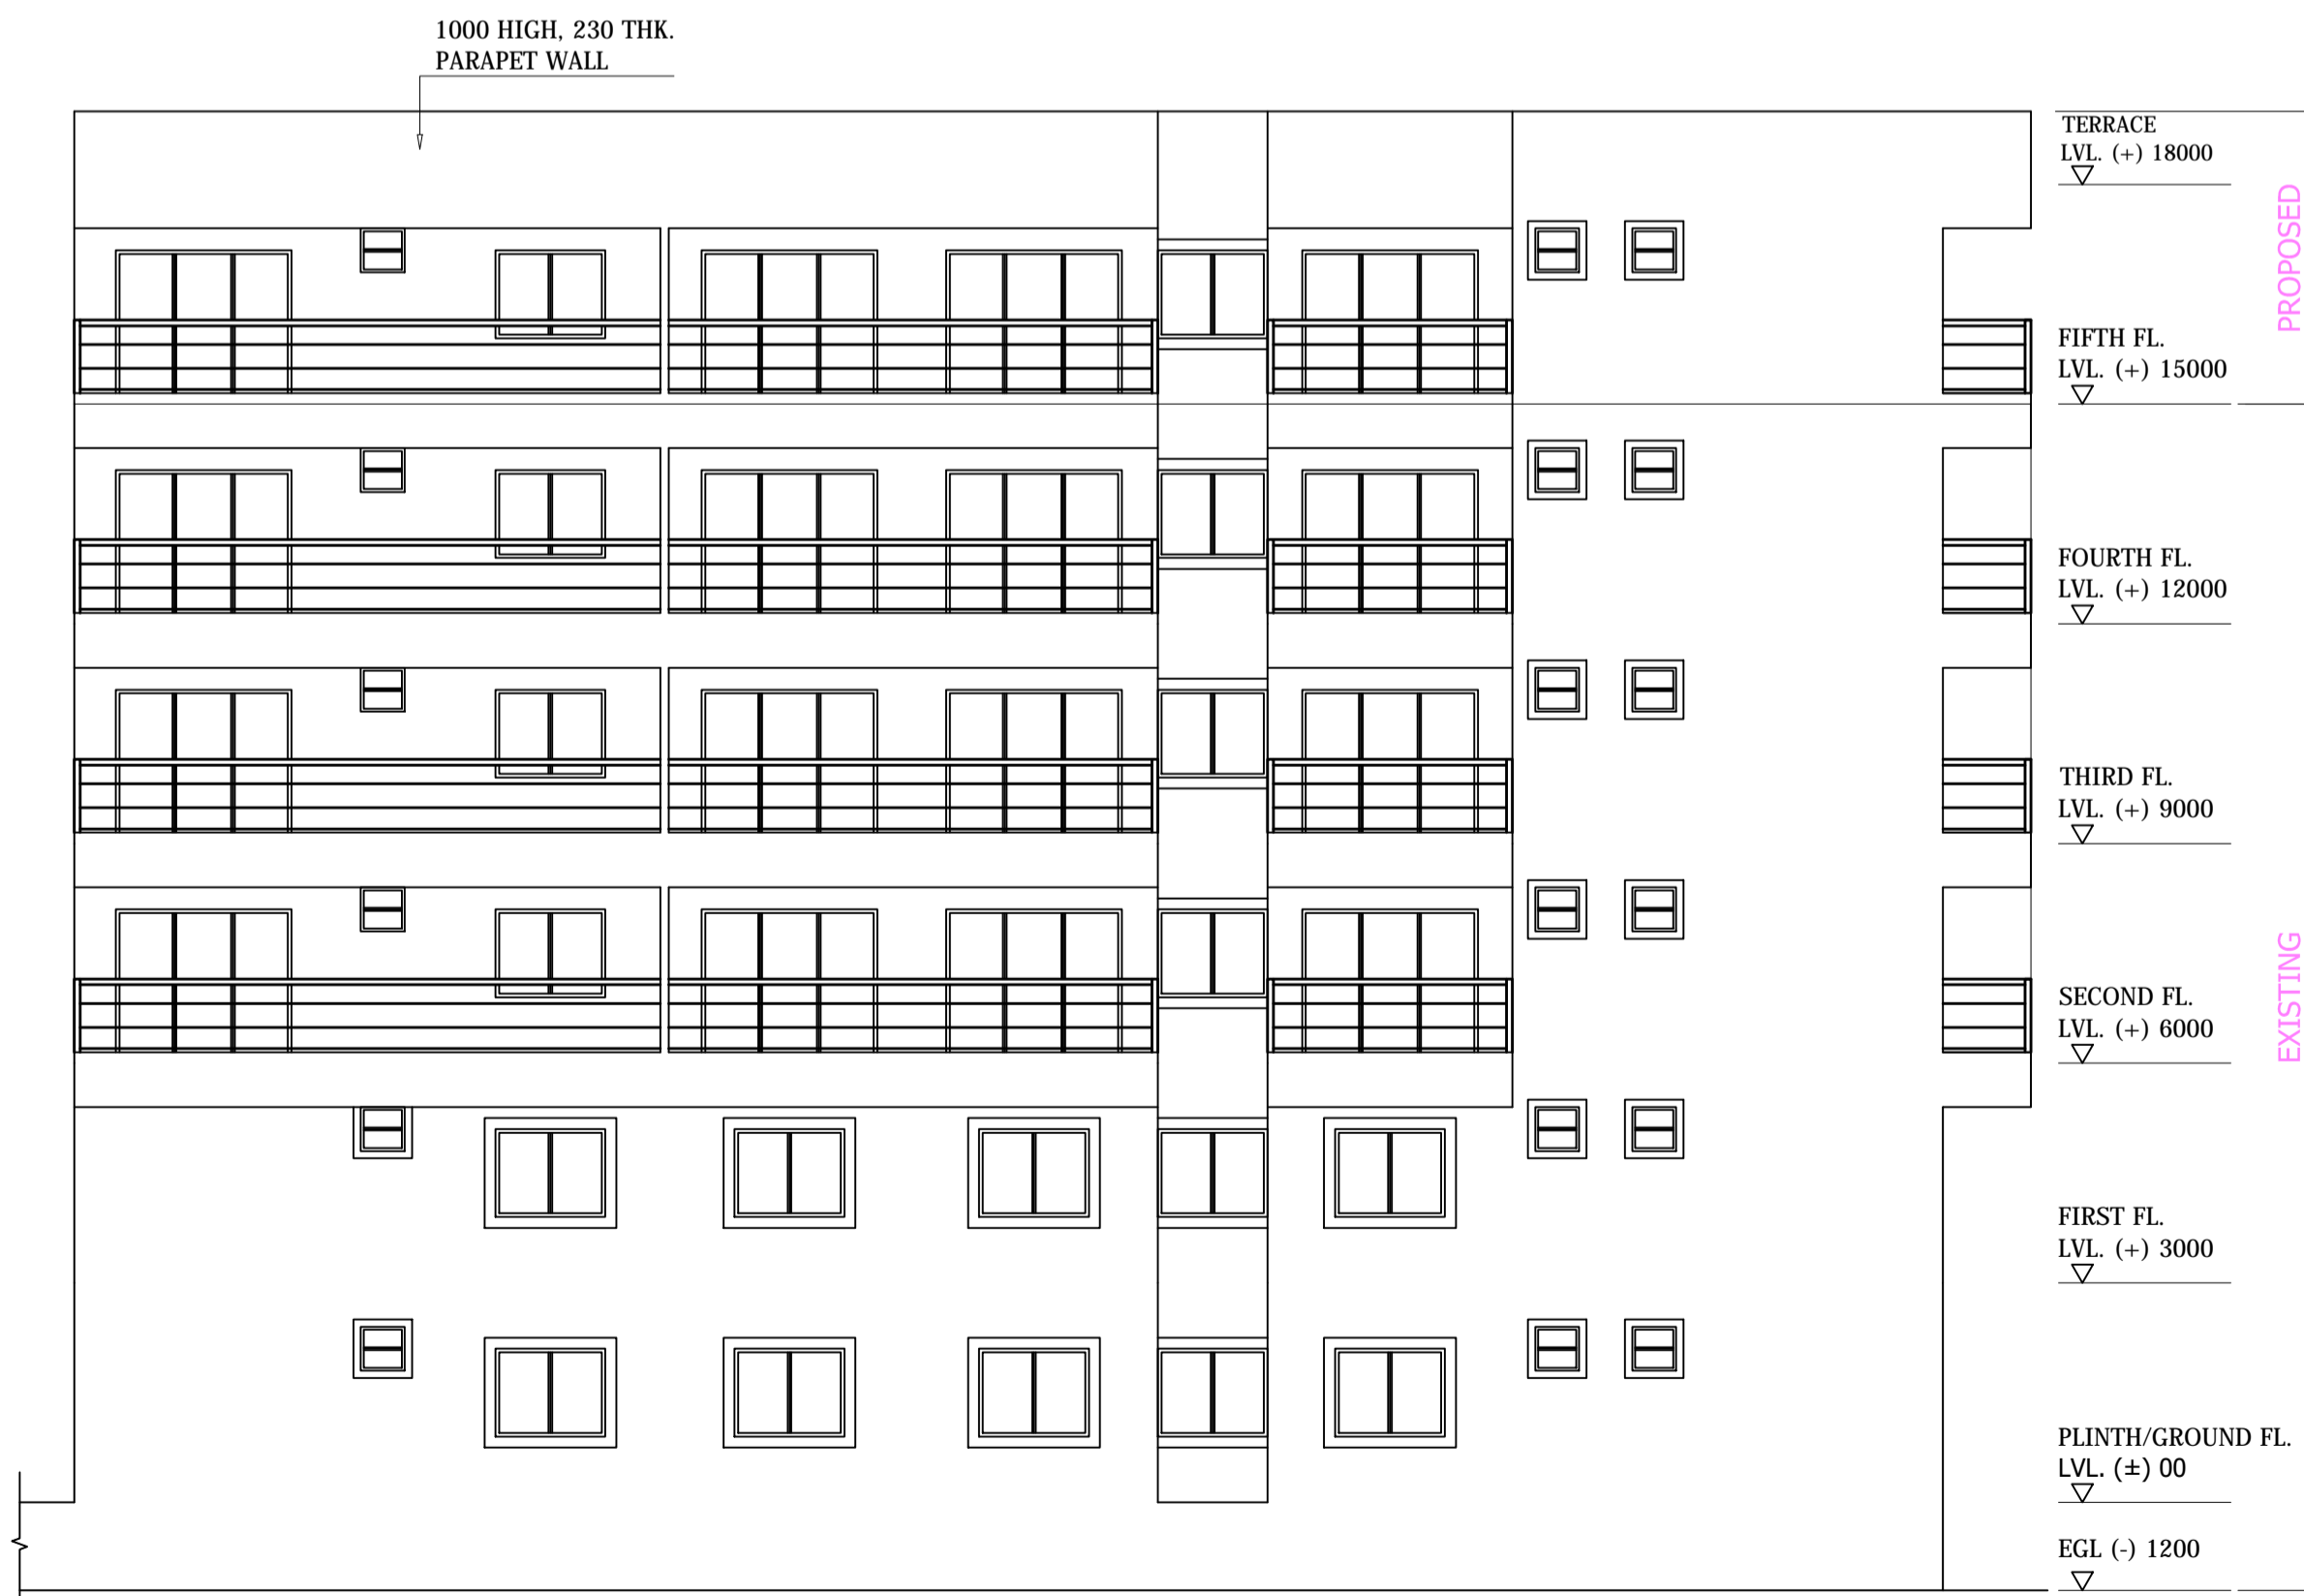 1000 HIGH, 230 THK.
PARAPET WALL
TERRACE
LVL. (+) 18000
PROPOSED
FIFTH FL.
LVL. (+) 15000
FOURTH FL.
LVL. (+) 12000
THIRD FL.
LVL. (+) 9000
EXISTING
SECOND FL.
LVL. (+) 6000
FIRST FL.
LVL. (+) 3000
PLINTH/GROUND FL.
LVL. (±) 00
EGL (-) 1200